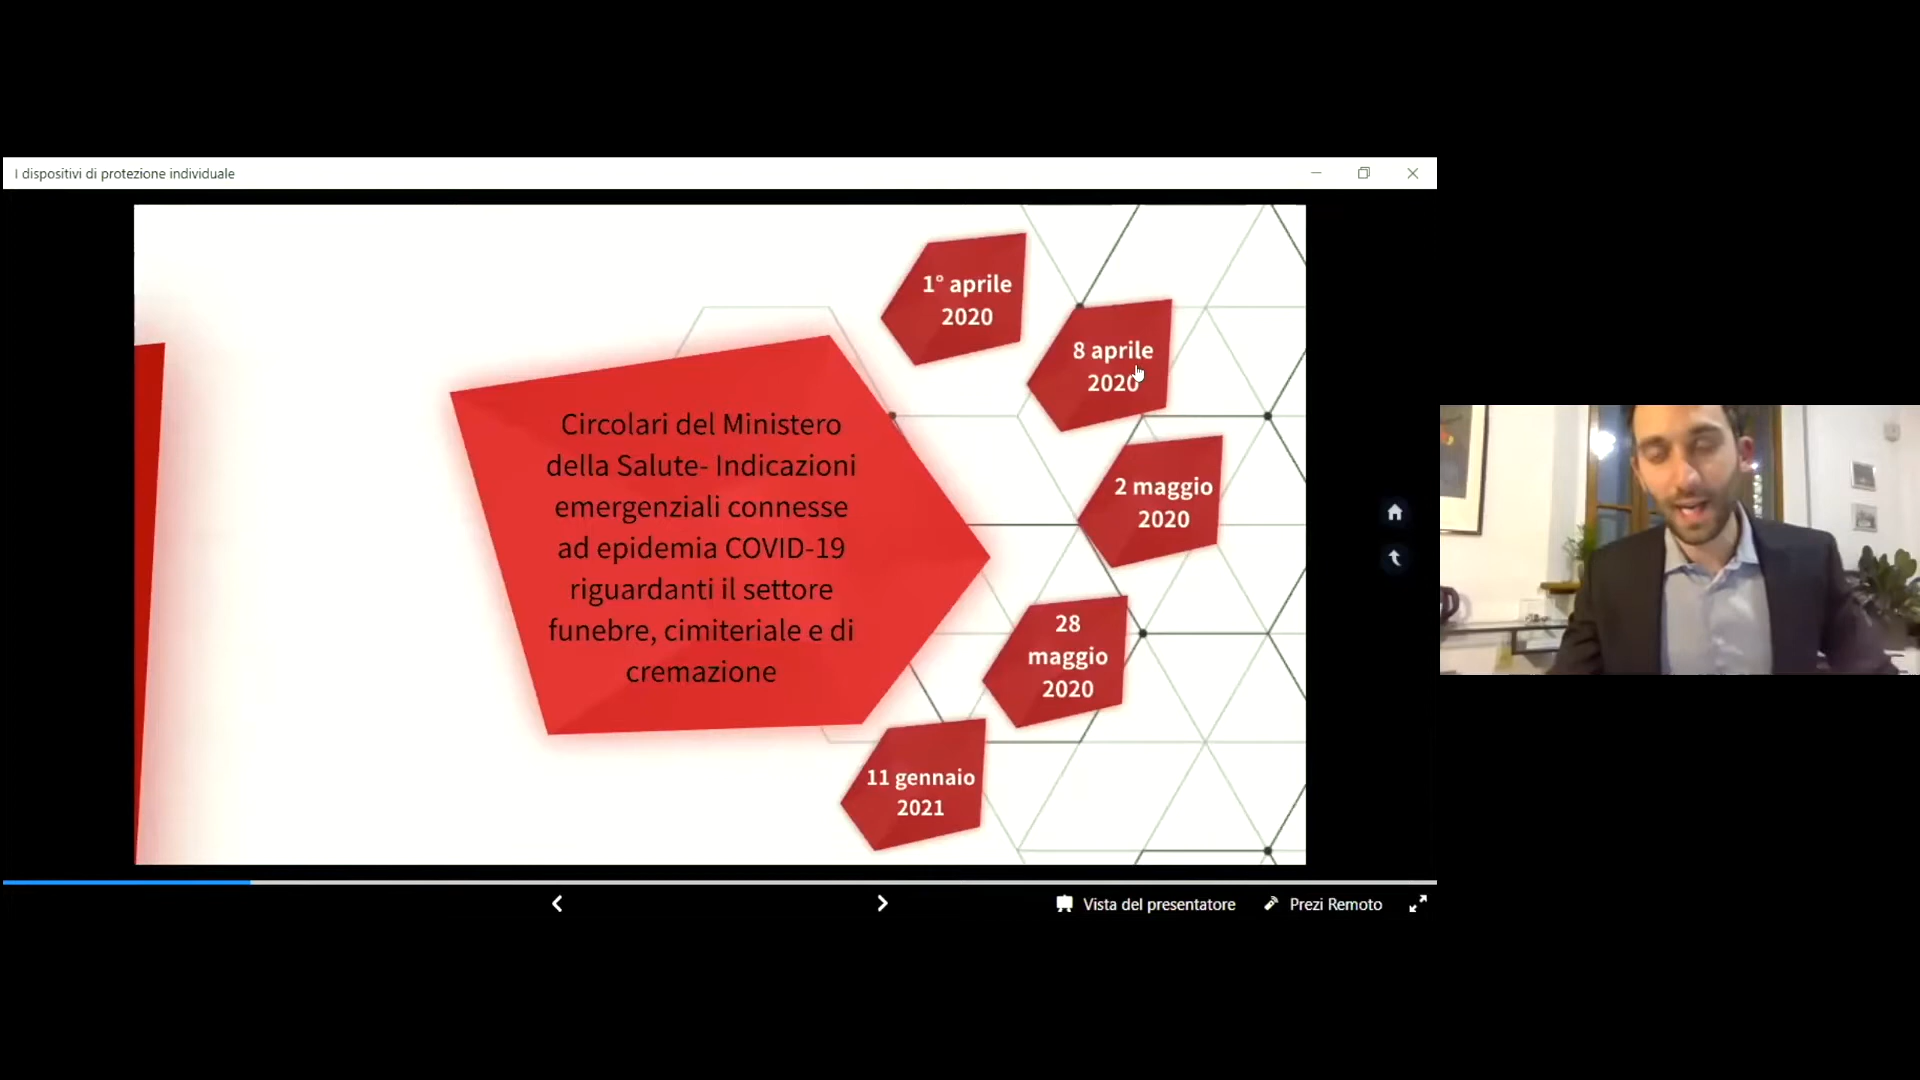 I dispositivi di protezione individuale
Circolari del Ministero
della Salute- Indicazioni
emergenziali connesse
ad epidemia COVID-19
riguardanti il settore
funebre, cimiteriale e di
cremazione
1° aprile
2020
8 aprile
2020
2 maggio
2020
28
maggio
2020
11 gennaio
2021
Vista del presentatore
Prezi Remoto